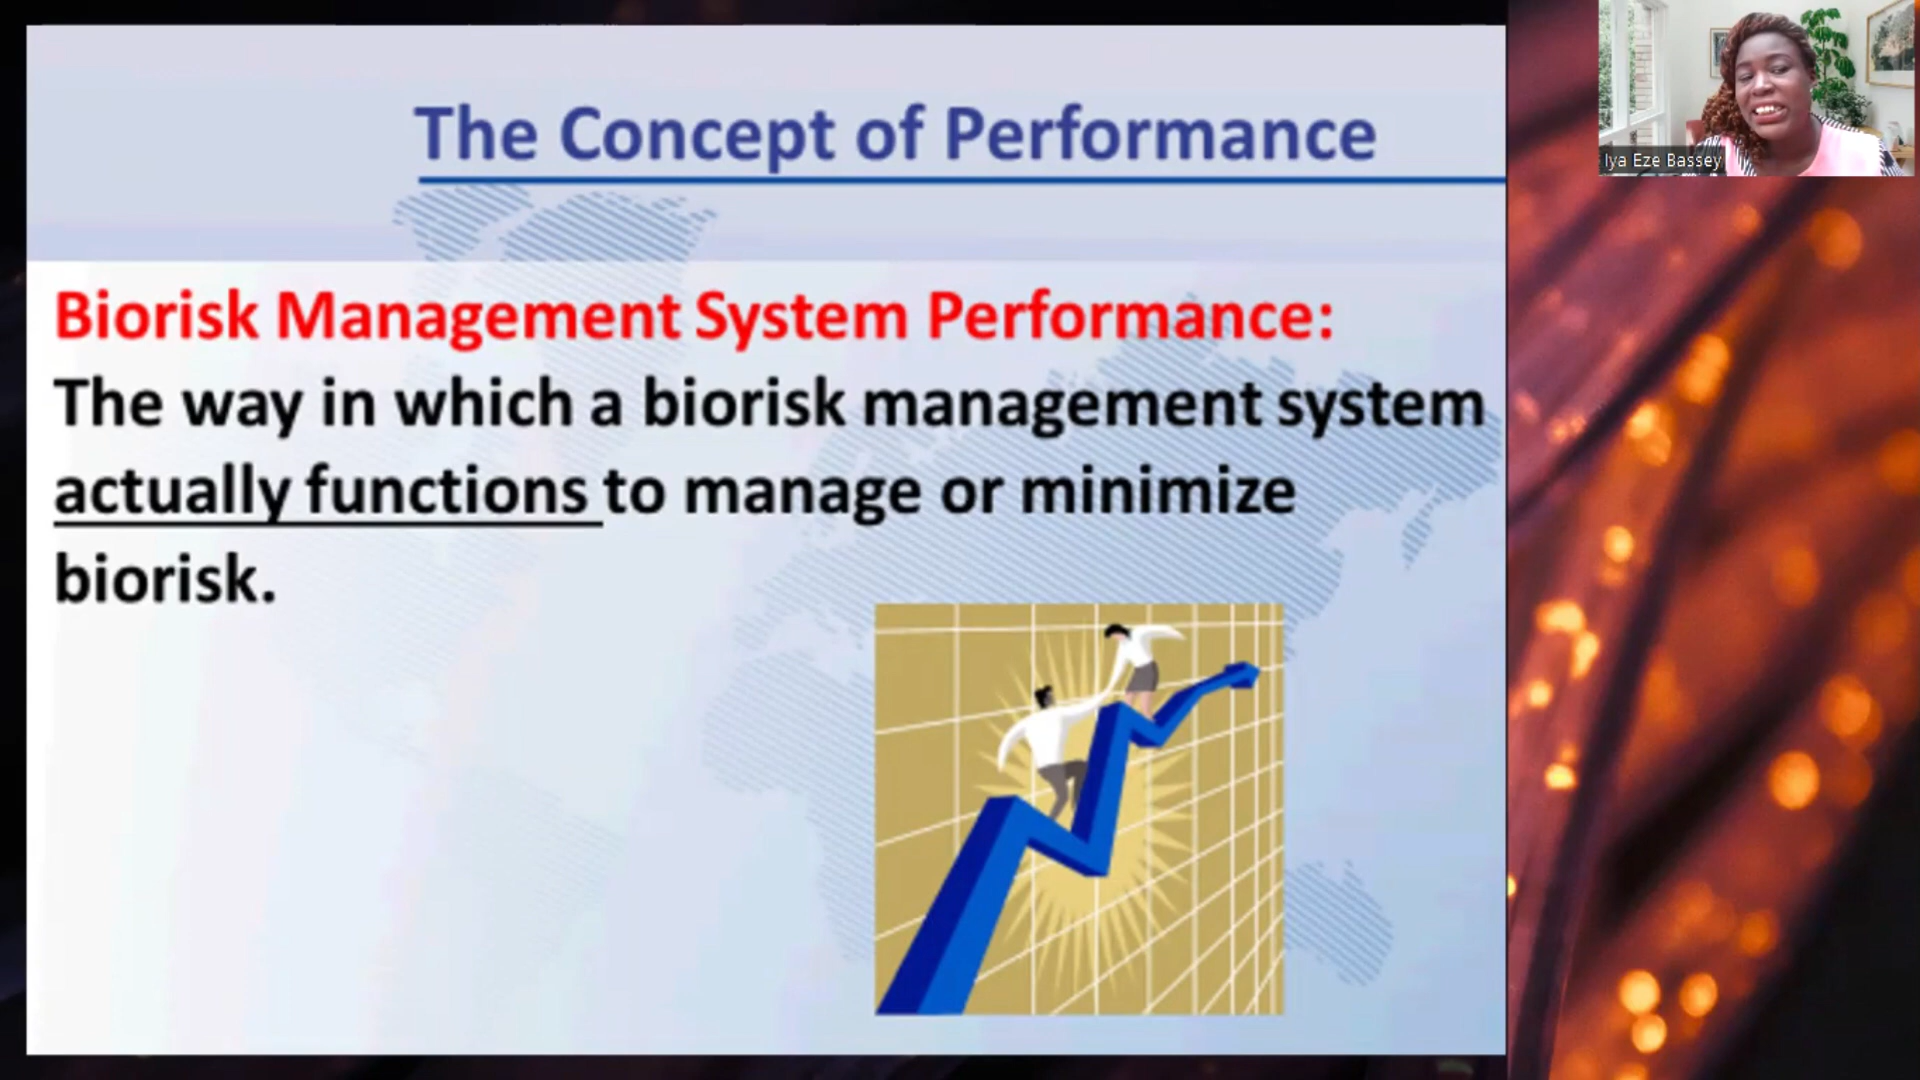 The Concept of Performance
Biorisk Management System Performance:
The way in which a biorisk management system
actually functions to manage or minimize
biorisk.
Iya Eze Bassey